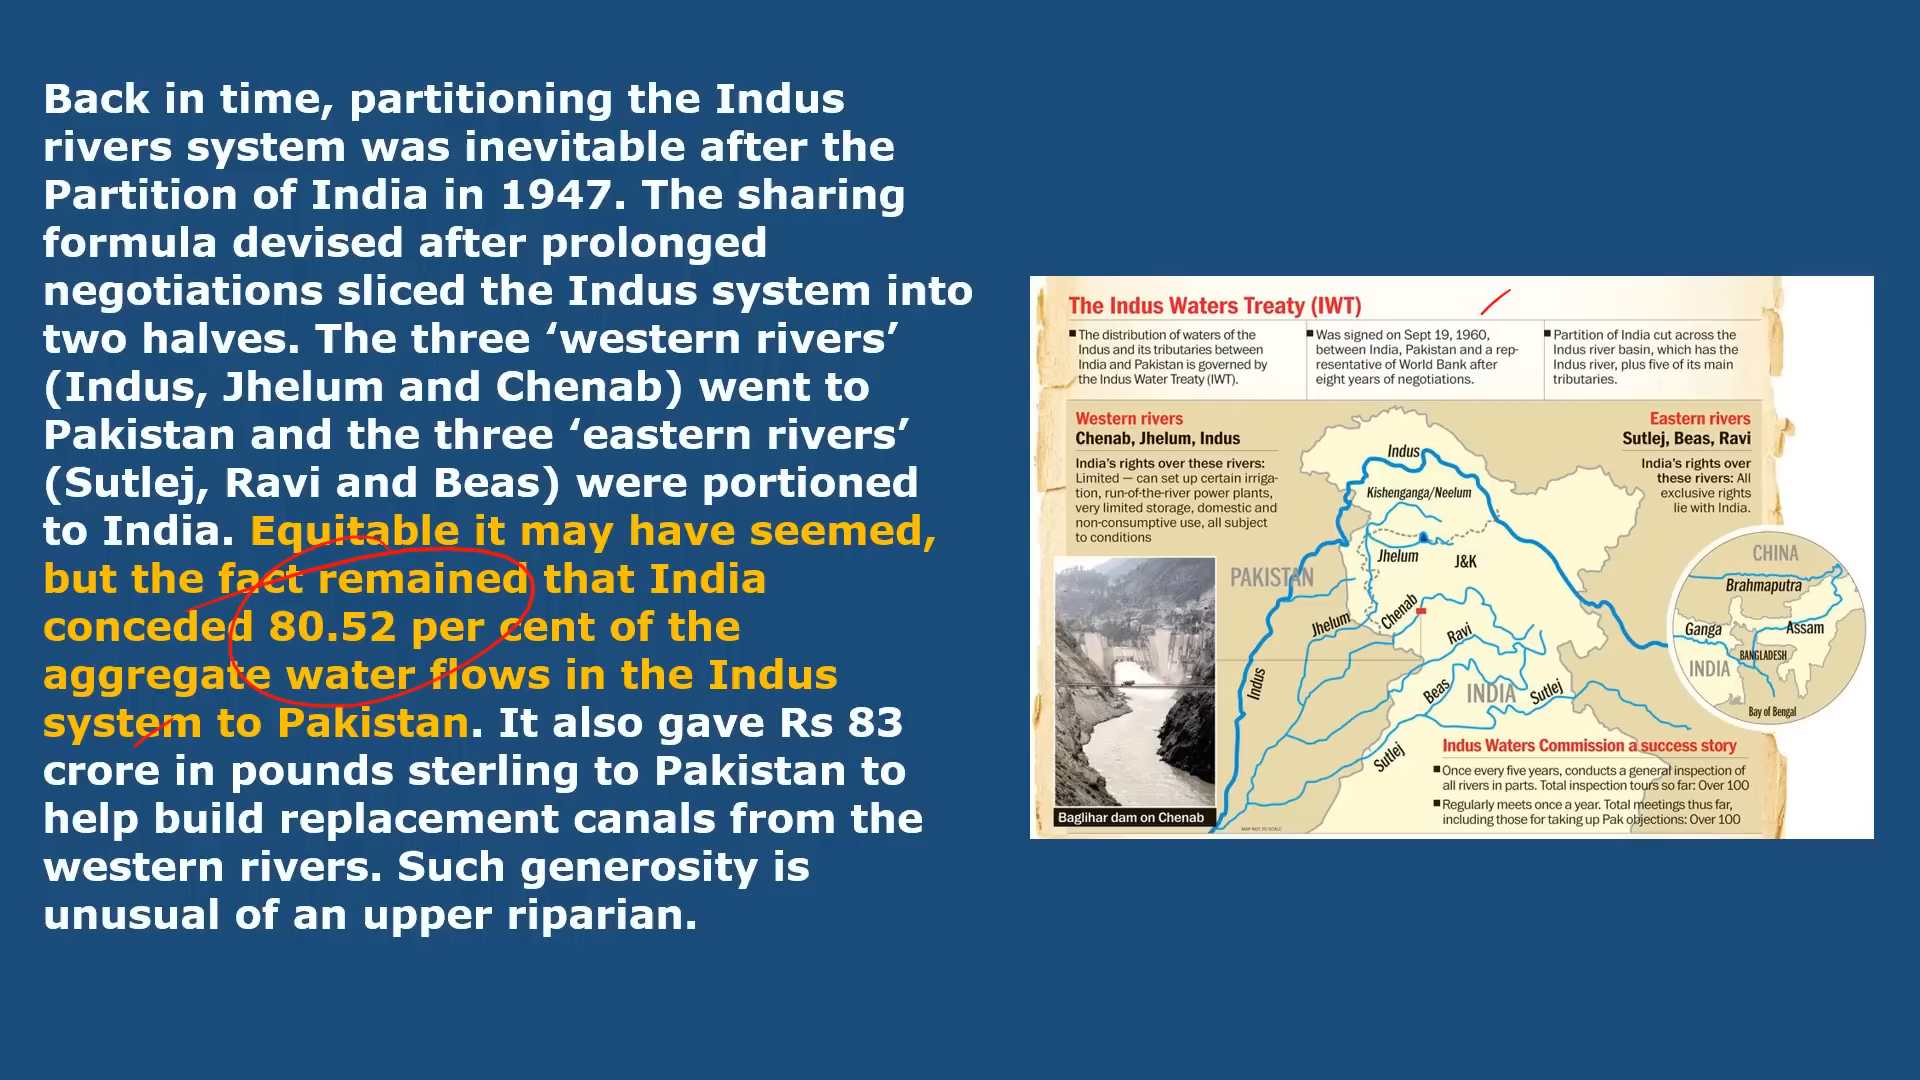 Back in time, partitioning the Indus
rivers system was inevitable after the
Partition of India in 1947. The sharing
formula devised after prolonged
negotiations sliced the Indus system into
two halves. The three ‘western rivers’
(Indus, Jhelum and Chenab) went to
Pakistan and the three ‘eastern rivers’
(Sutlej, Ravi and Beas) were portioned
to India. Equitable it may have seemed,
but the fact remained that India
conceded 80.52 per cent of the
aggregate water flows in the Indus
system to Pakistan. It also gave Rs 83
crore in pounds sterling to Pakistan to
help build replacement canals from the
western rivers. Such generosity is
unusual of an upper riparian.
The Indus Waters Treaty (IWT)
The distribution of waters of the
Indus and its tributaries between
India and Pakistan is governed by
the Indus Water Treaty (IWT).
Was signed on Sept 19, 1960,
between India, Pakistan and a rep-
resentative of World Bank after
eight years of negotiations.
Partition of India cut across the
Indus river basin, which has the
Indus river, plus five of its main
tributaries.
Western rivers
Chenab, Jhelum, Indus
India's rights over these rivers:
Limited — can set up certain irriga-
tion, run-of-the-river power plants,
very limited storage, domestic and
non-consumptive use, all subject
to conditions
Eastern rivers
Sutlej, Beas, Ravi
India's rights over
these rivers: All
exclusive rights
lie with India.
Indus
Kishenganga/Neelum
Jhelum
J&K
PAKISTAN
Chenab
Jhelum
Ravi
Indus
Beas
INDIA
Sutlej
Sutlej
CHINA
Brahmaputra
Ganga
Assam
BANGLADESH
INDIA
Bay of Bengal
Indus Waters Commission a success story
Once every five years, conducts a general inspection of
all rivers in parts. Total inspection tours so far: Over 100
Regularly meets once a year. Total meetings thus far,
including those for taking up Pak objections: Over 100
Baglihar dam on Chenab
MAP NOT TO SCALE